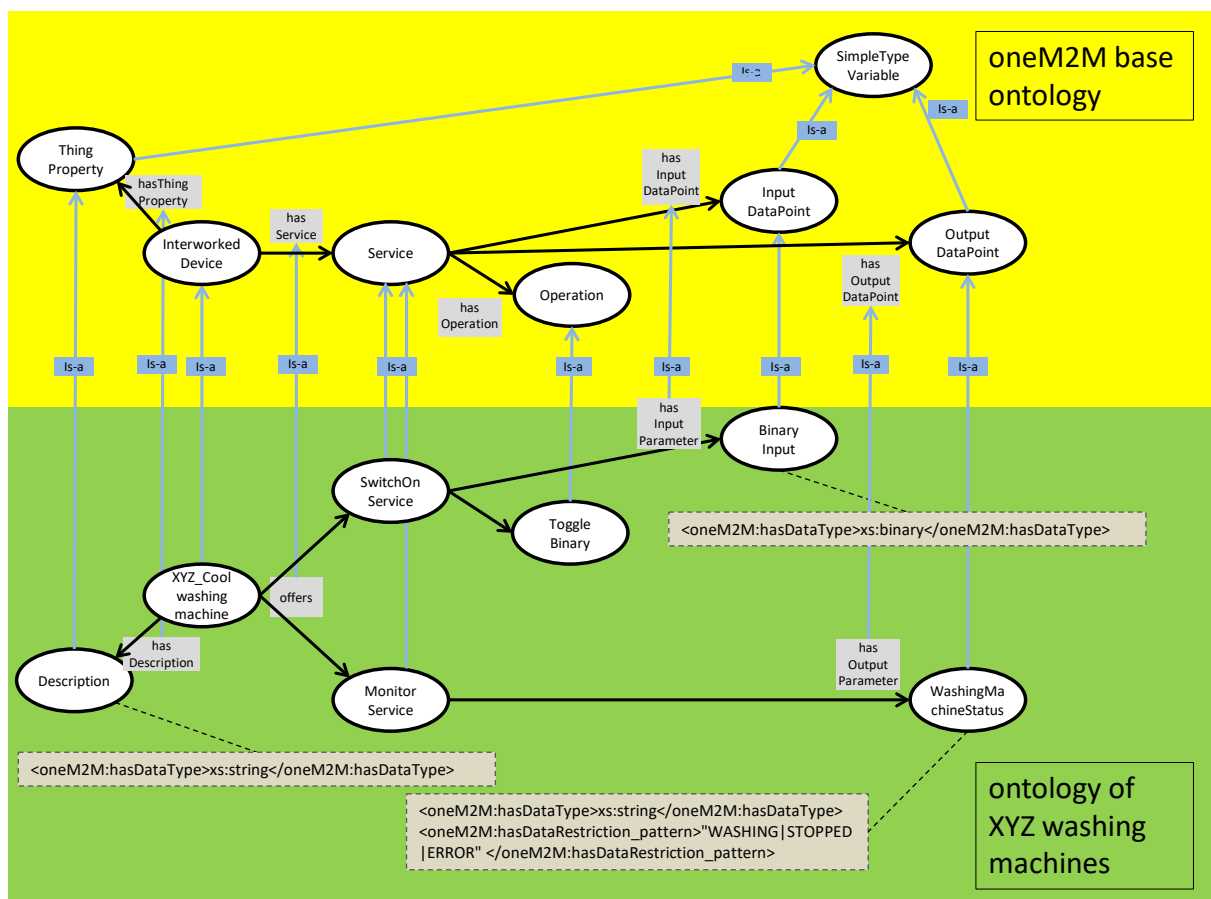 SimpleType
Variable
oneM2M base
ontology
Is-a
Is-a
Is-a
Thing
Property
has
Input
DataPoint
hasThing
Property
Input
DataPoint
has
Service
Interworked
Device
Service
Output
DataPoint
has
Output
DataPoint
Operation
has
Operation
Is-a
Is-a
Is-a
Is-a
Is-a
Is-a
Is-a
Is-a
Is-a
Is-a
has
Input
Parameter
Binary
Input
SwitchOn
Service
Toggle
Binary
<oneM2M:hasDataType>xs:binary</oneM2M:hasDataType>
XYZ_Cool
washing
machine
offers
has
Description
has
Output
Parameter
Description
Monitor
Service
WashingMa
chineStatus
<oneM2M:hasDataType>xs:string</oneM2M:hasDataType>
<oneM2M:hasDataType>xs:string</oneM2M:hasDataType>
<oneM2M:hasDataRestriction_pattern>"WASHING|STOPPED
|ERROR" </oneM2M:hasDataRestriction_pattern>
ontology of
XYZ washing
machines